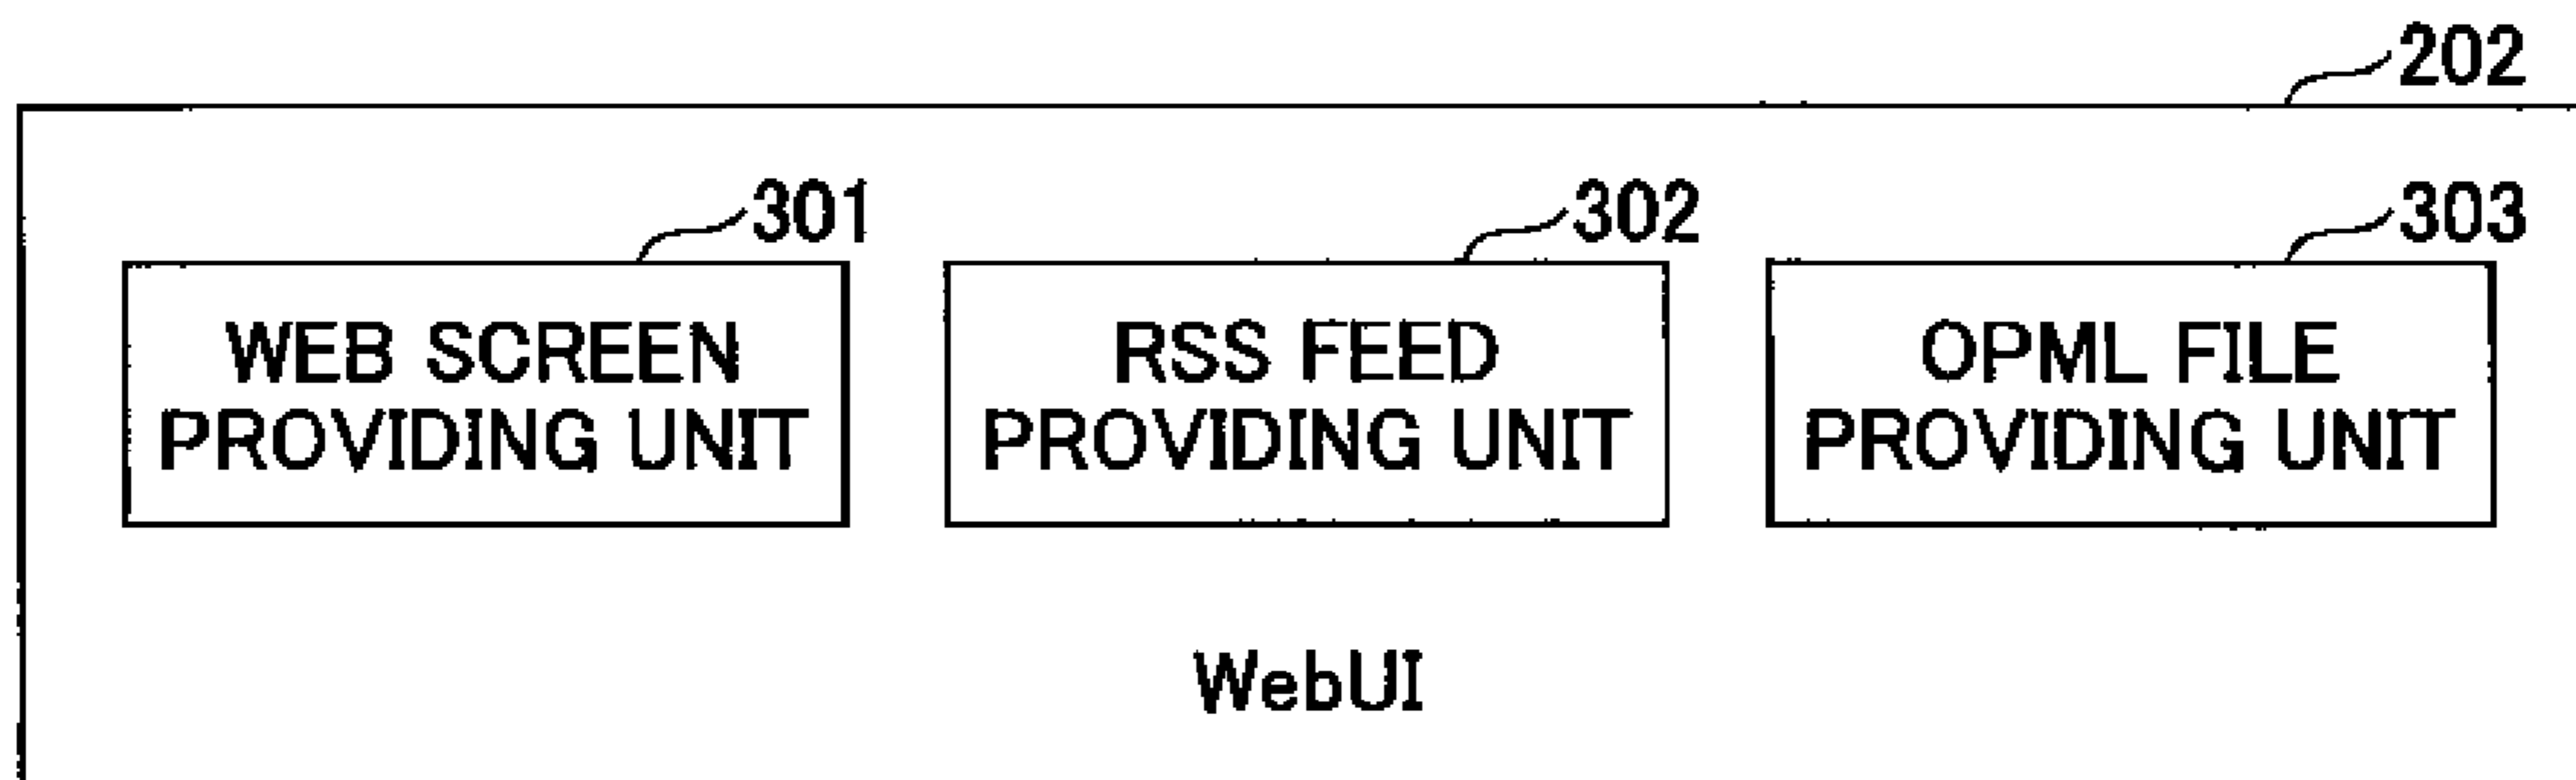 202
301
302
303
WEB SCREEN
PROVIDING UNIT
RSS FEED
PROVIDING UNIT
OPML FILE
PROVIDING UNIT
WebUI